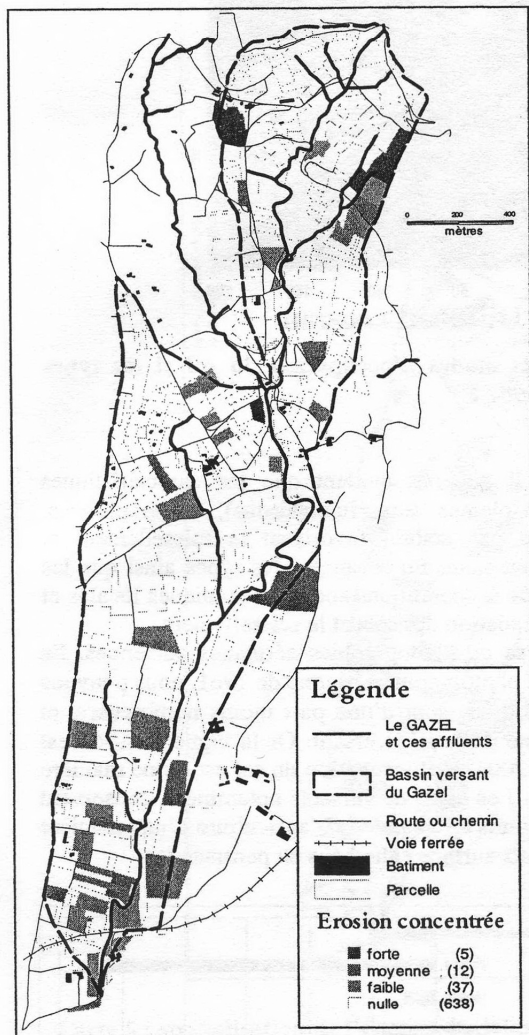 0 200 400
mètres
Légende
Le GAZEL
et ces affluents
Bassin versant
du Gazel
Route ou chemin
Voie ferrée
Batiment
Parcelle
Erosion concentrée
forte (5)
moyenne (12)
faible (37)
nulle (638)